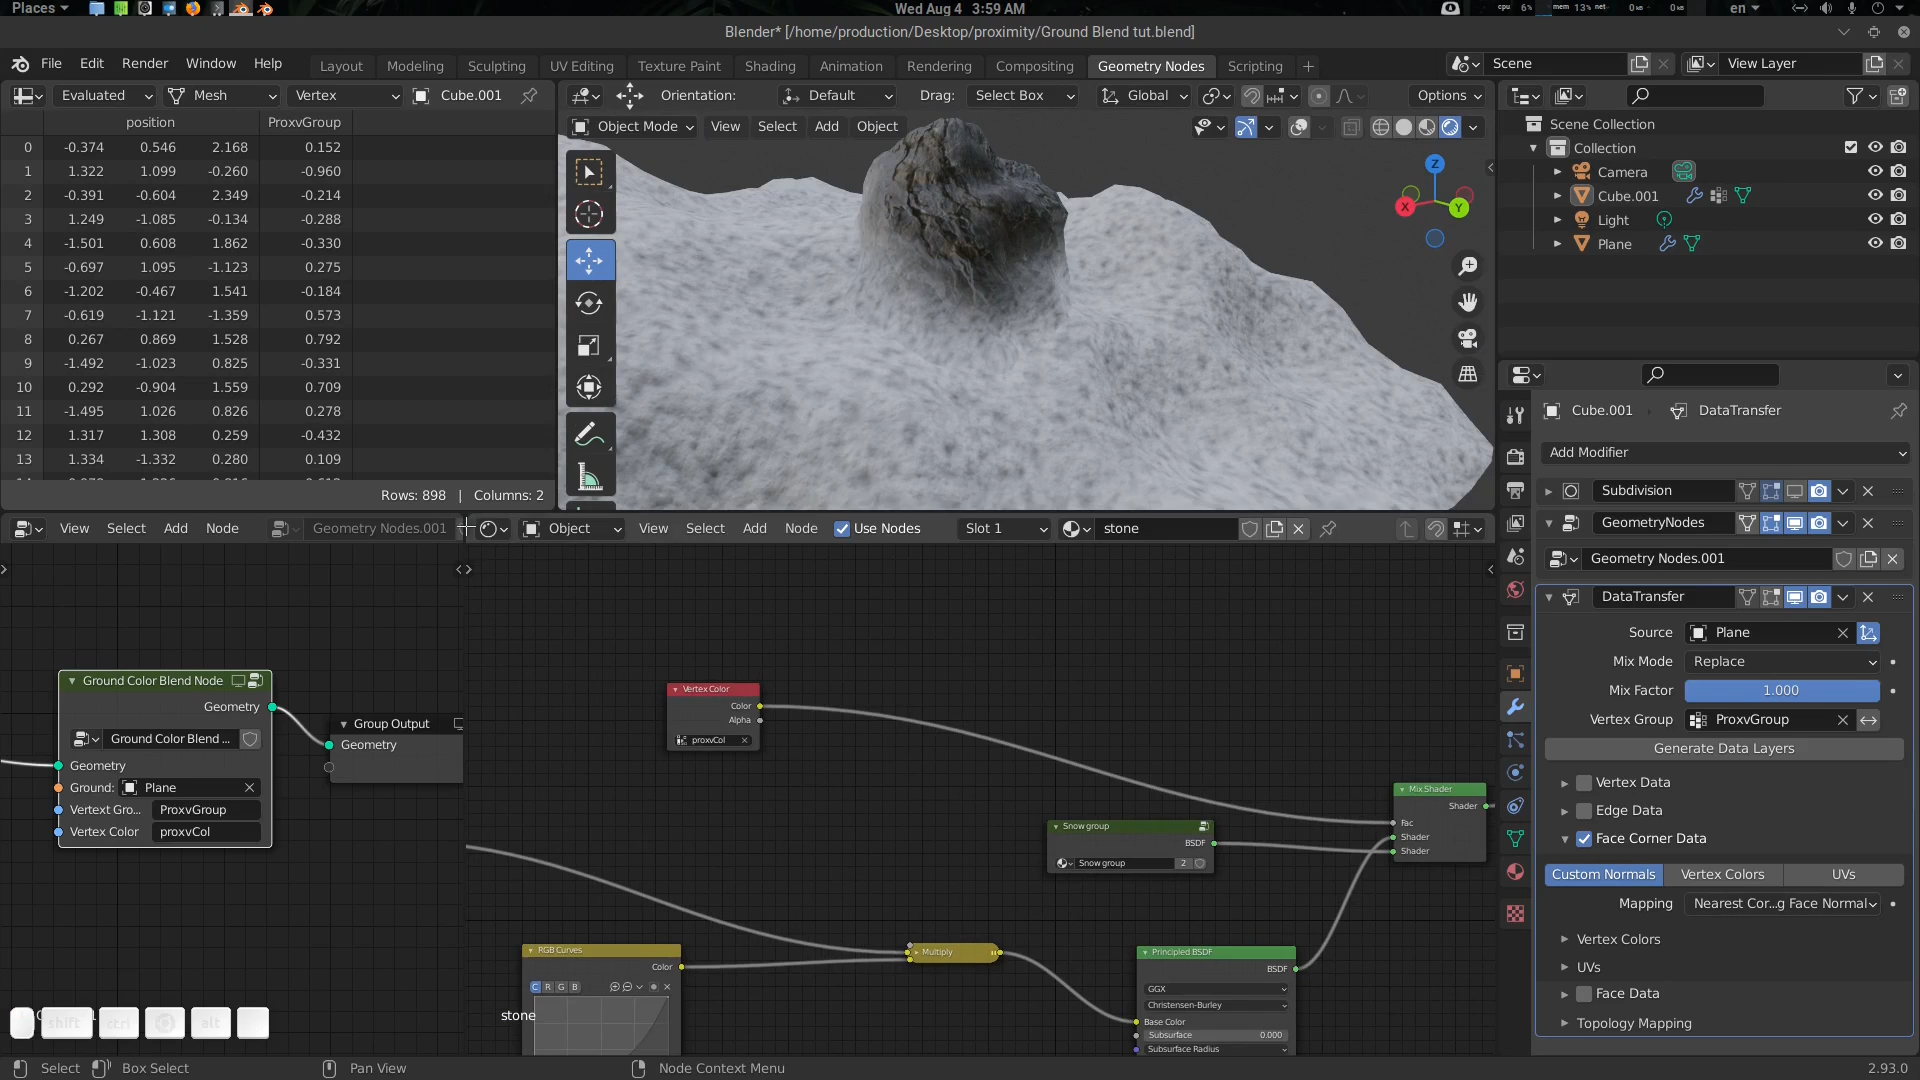 Places
Wed Aug 4 3:59 AM
cpu 6% mem 13% net 0 kB 0 kB
en
Blender* [/home/production/Desktop/proximity/Ground Blend tut.blend]
File Edit Render Window Help
Layout Modeling Sculpting UV Editing Texture Paint Shading Animation Rendering Compositing Geometry Nodes Scripting +
Scene
View Layer
Evaluated Mesh Vertex Cube.001
Orientation: Default Drag: Select Box Global Options
position ProxvGroup
Object Mode View Select Add Object
0 -0.374 0.546 2.168 0.152
1 1.322 1.099 -0.260 -0.960
2 -0.391 -0.604 2.349 -0.214
3 1.249 -1.085 -0.134 -0.288
4 -1.501 0.608 1.862 -0.330
5 -0.697 1.095 -1.123 0.275
6 -1.202 -0.467 1.541 -0.184
7 -0.619 -1.121 -1.359 0.573
8 0.267 0.869 1.528 0.792
9 -1.492 -1.023 0.825 -0.331
10 0.292 -0.904 1.559 0.709
11 -1.495 1.026 0.826 0.278
12 1.317 1.308 0.259 -0.432
13 1.334 -1.332 0.280 0.109
Rows: 898 | Columns: 2
Z
X
Y
Scene Collection
Collection
Camera
Cube.001
Light
Plane
Cube.001 DataTransfer
Add Modifier
Subdivision
GeometryNodes
Geometry Nodes.001
DataTransfer
Source Plane
Mix Mode Replace
Mix Factor 1.000
Vertex Group ProxvGroup
Generate Data Layers
Vertex Data
Edge Data
Face Corner Data
Custom Normals Vertex Colors UVs
Mapping Nearest Cor...g Face Normal
Vertex Colors
UVs
Face Data
Topology Mapping
View Select Add Node Geometry Nodes.001
Object View Select Add Node Use Nodes Slot 1 stone
Ground Color Blend Node
Geometry
Ground Color Blend ...
Geometry
Ground: Plane
Vertext Gro... ProxvGroup
Vertex Color proxvCol
Group Output
Geometry
Vertex Color
Color
Alpha
proxvCol
Snow group
BSDF
Snow group 2
Mix Shader
Shader
Fac
Shader
Shader
RGB Curves
Color
C R G B
Multiply
Principled BSDF
BSDF
GGX
Christensen-Burley
Base Color
Subsurface 0.000
Subsurface Radius
stone
shift ctrl alt
Select Box Select Pan View Node Context Menu
2.93.0